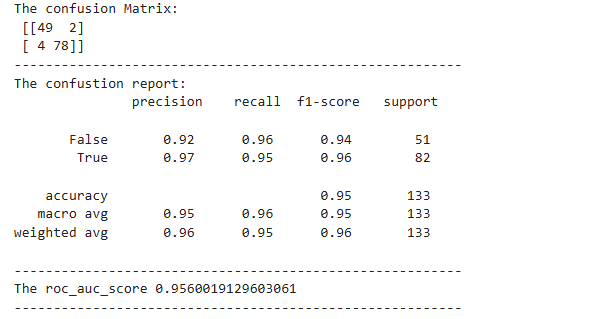 The confusion Matrix:
[[49  2]
[ 4 78]]
----------------------------------------------------------
The confustion report:
precision    recall  f1-score   support
False       0.92      0.96      0.94        51
True       0.97      0.95      0.96        82
accuracy                           0.95       133
macro avg       0.95      0.96      0.95       133
weighted avg       0.96      0.95      0.96       133
----------------------------------------------------------
The roc_auc_score 0.9560019129603061
----------------------------------------------------------